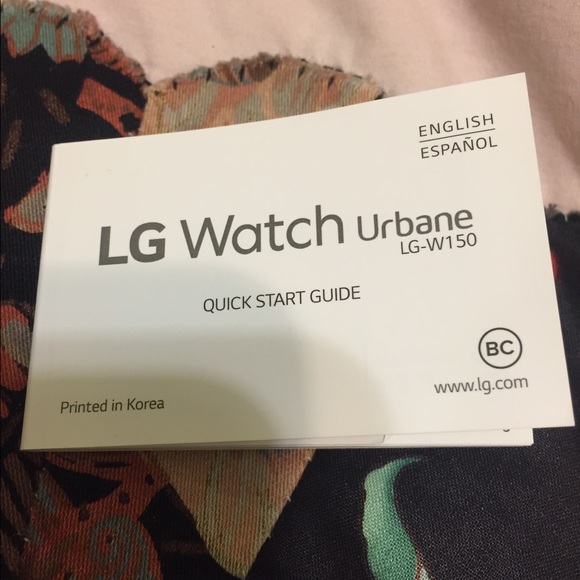 ENGLISH
ESPAÑOL
LG Watch Urbane
LG-W150
QUICK START GUIDE
BC
www.lg.com
Printed in Korea